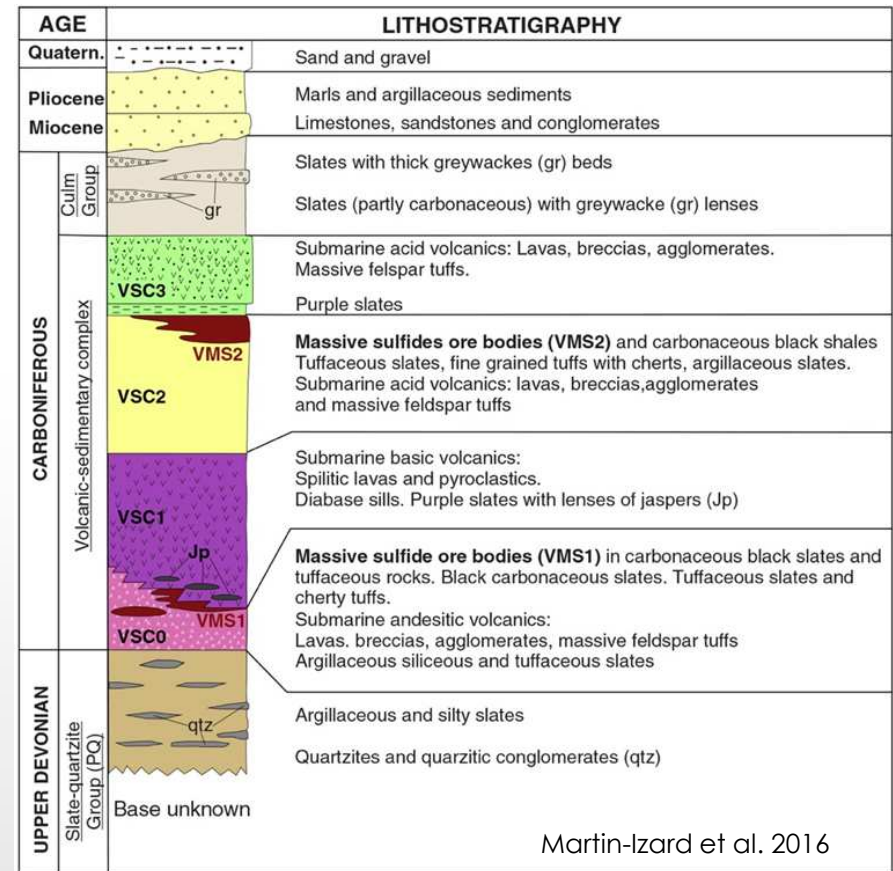 AGE
LITHOSTRATIGRAPHY
Quatern.
Sand and gravel
Pliocene
Marls and argillaceous sediments
Miocene
Limestones, sandstones and conglomerates
CARBONIFEROUS
Culm
Group
gr
Slates with thick greywackes (gr) beds
Slates (partly carbonaceous) with greywacke (gr) lenses
Volcanic-sedimentary complex
VSC3
Submarine acid volcanics: Lavas, breccias, agglomerates.
Massive felspar tuffs.
Purple slates
VMS2
VSC2
Massive sulfides ore bodies (VMS2) and carbonaceous black shales
Tuffaceous slates, fine grained tuffs with cherts, argillaceous slates.
Submarine acid volcanics: lavas, breccias,agglomerates
and massive feldspar tuffs
VSC1
Jp
Submarine basic volcanics:
Spilitic lavas and pyroclastics.
Diabase sills. Purple slates with lenses of jaspers (Jp)
VMS1
VSC0
Massive sulfide ore bodies (VMS1) in carbonaceous black slates and
tuffaceous rocks. Black carbonaceous slates. Tuffaceous slates and
cherty tuffs.
Submarine andesitic volcanics:
Lavas. breccias, agglomerates, massive feldspar tuffs
Argillaceous siliceous and tuffaceous slates
UPPER DEVONIAN
Slate-quartzite
Group (PQ)
qtz
Argillaceous and silty slates
Quartzites and quarzitic conglomerates (qtz)
Base unknown
Martin-Izard et al. 2016